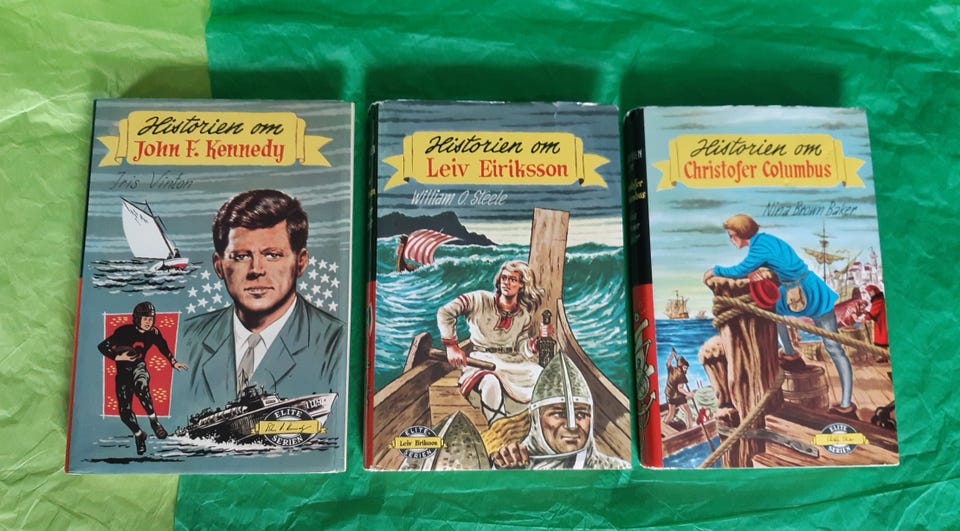 Historien om
John F. Kennedy
Iris Vinton
ELITE
SERIEN
Historien om
Leiv Eiriksson
William O. Steele
ELITE
Leiv Eiriksson
SERIEN
Historien om
Christofer Columbus
Nina Brown Baker
ELITE
SERIEN